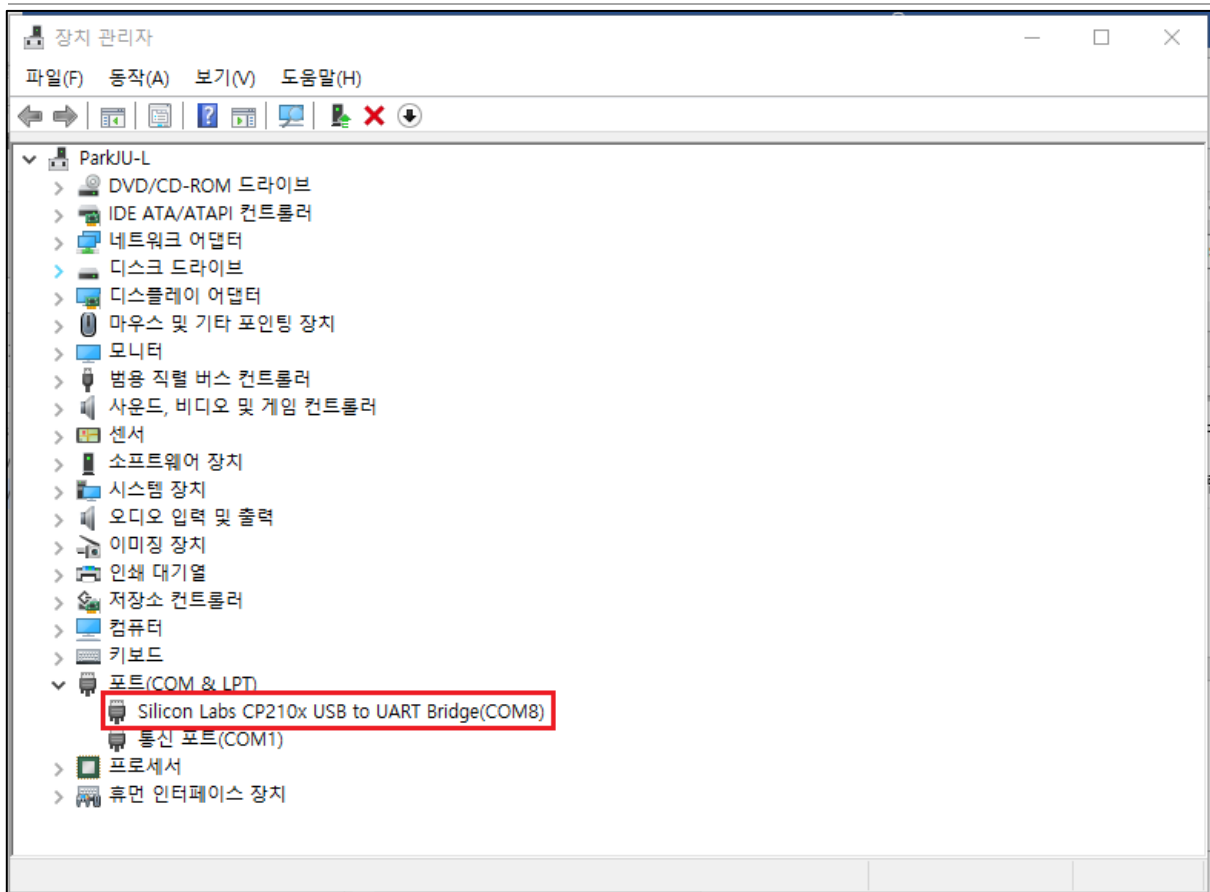 장치 관리자
파일(F) 동작(A) 보기(V) 도움말(H)
ParkJU-L
DVD/CD-ROM 드라이브
IDE ATA/ATAPI 컨트롤러
네트워크 어댑터
디스크 드라이브
디스플레이 어댑터
마우스 및 기타 포인팅 장치
모니터
범용 직렬 버스 컨트롤러
사운드, 비디오 및 게임 컨트롤러
센서
소프트웨어 장치
시스템 장치
오디오 입력 및 출력
이미징 장치
인쇄 대기열
저장소 컨트롤러
컴퓨터
키보드
포트(COM & LPT)
Silicon Labs CP210x USB to UART Bridge(COM8)
통신 포트(COM1)
프로세서
휴먼 인터페이스 장치